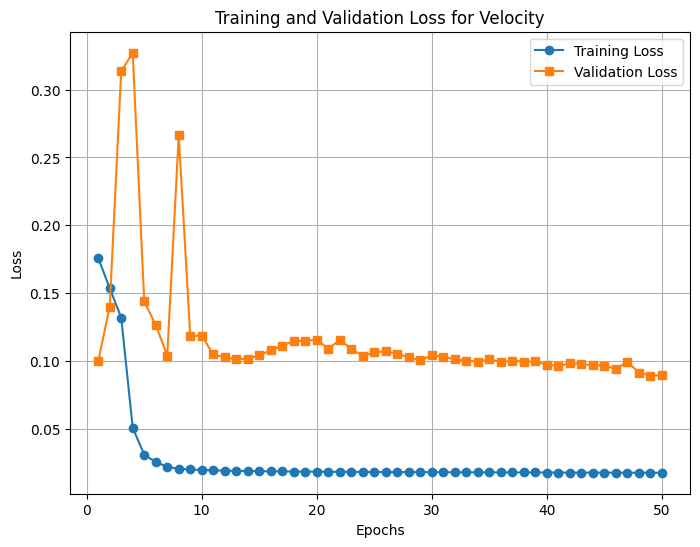 Training and Validation Loss for Velocity
Training Loss
Validation Loss
0.30
0.25
0.20
0.15
0.10
0.05
Loss
0 10 20 30 40 50
Epochs